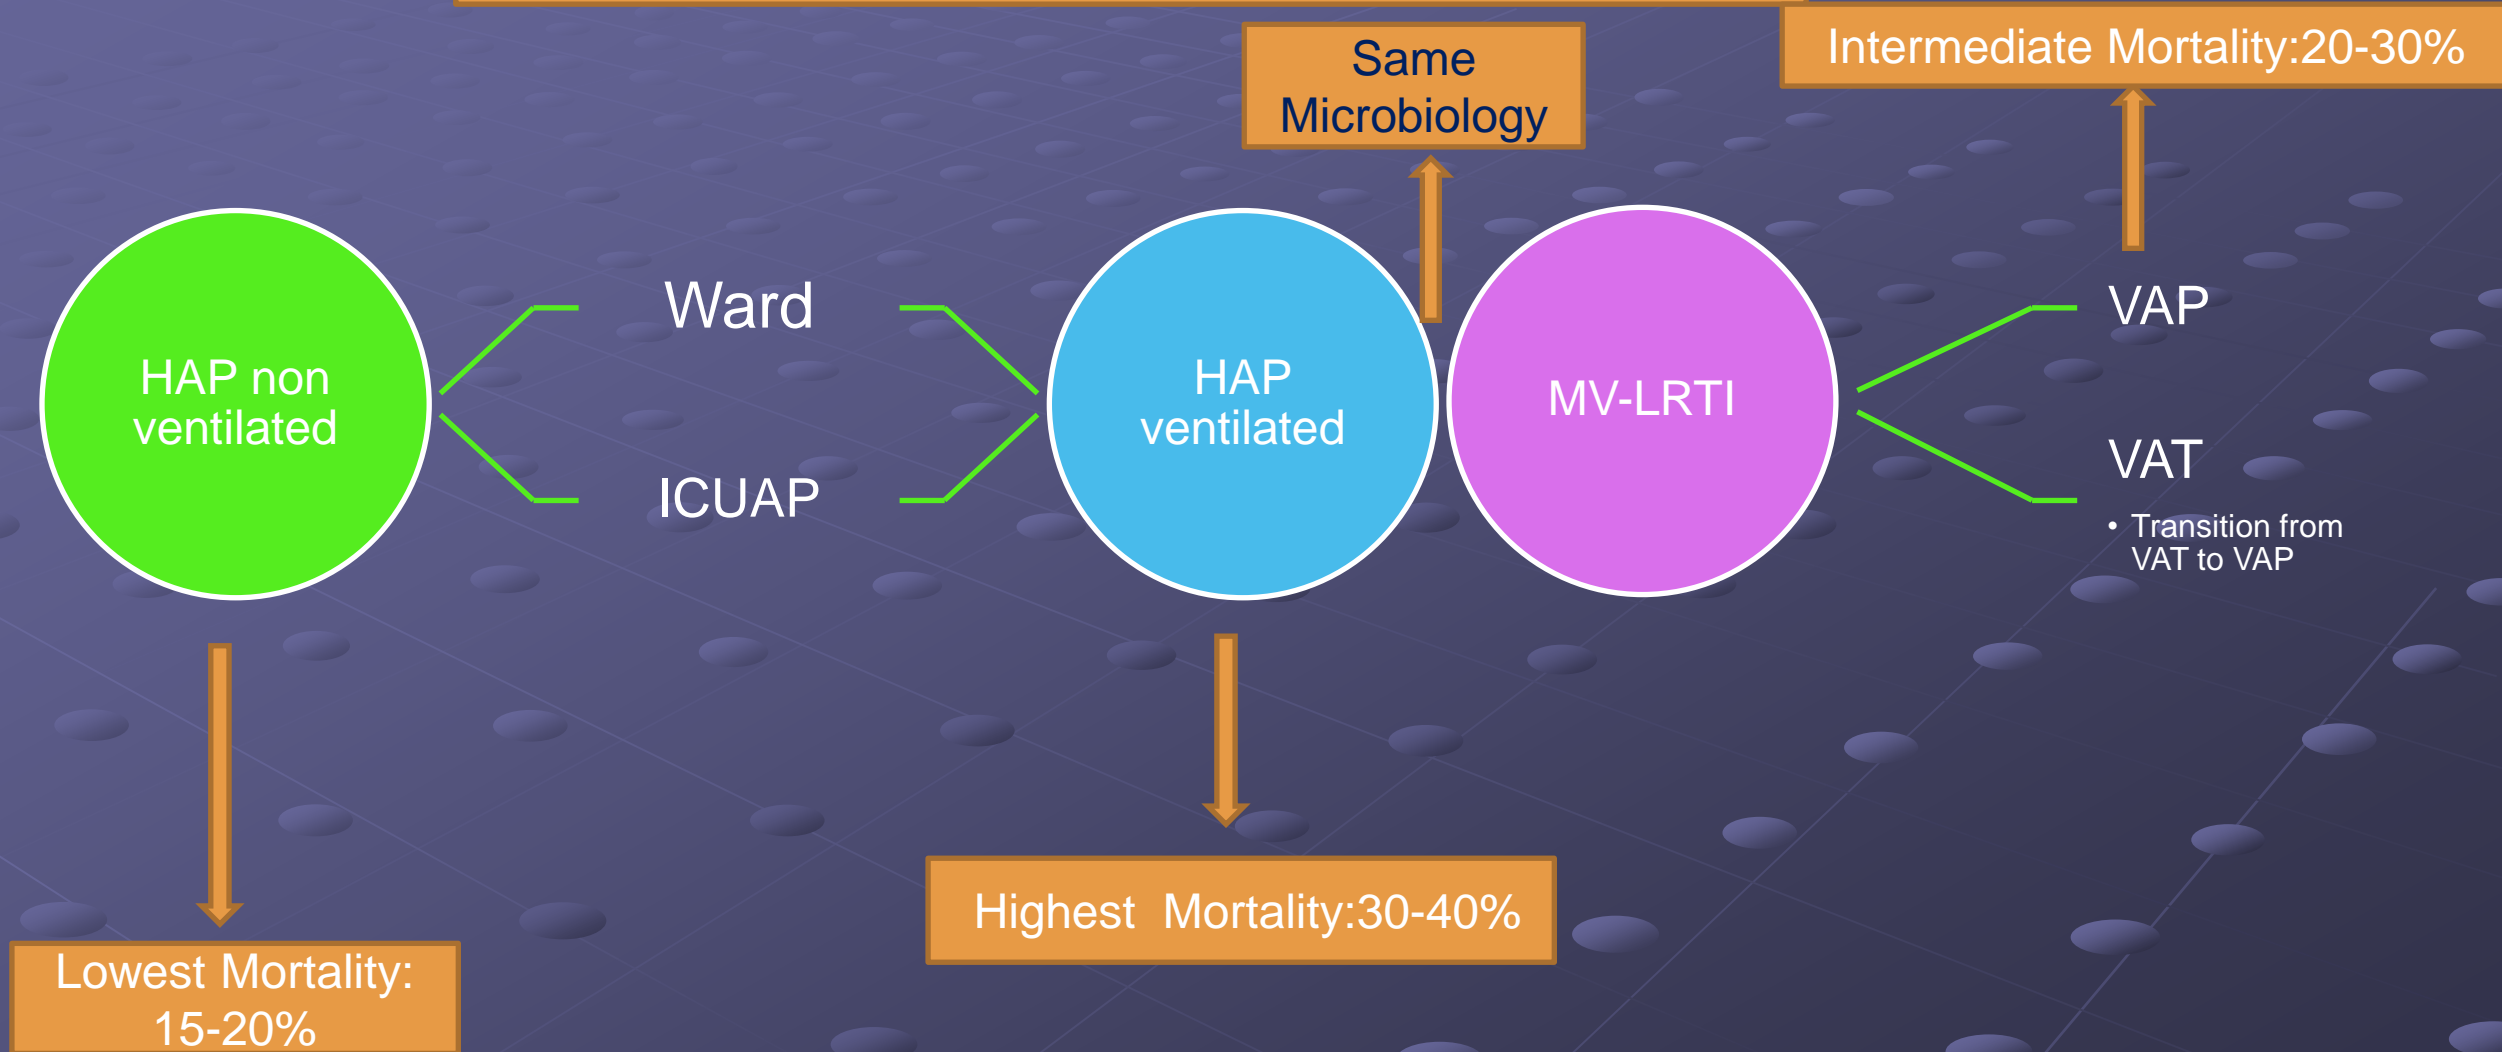 Same
Microbiology
Intermediate Mortality:20-30%
HAP non
ventilated
Ward
ICUAP
HAP
ventilated
MV-LRTI
VAP
VAT
• Transition from
VAT to VAP
Highest  Mortality:30-40%
Lowest Mortality:
15-20%